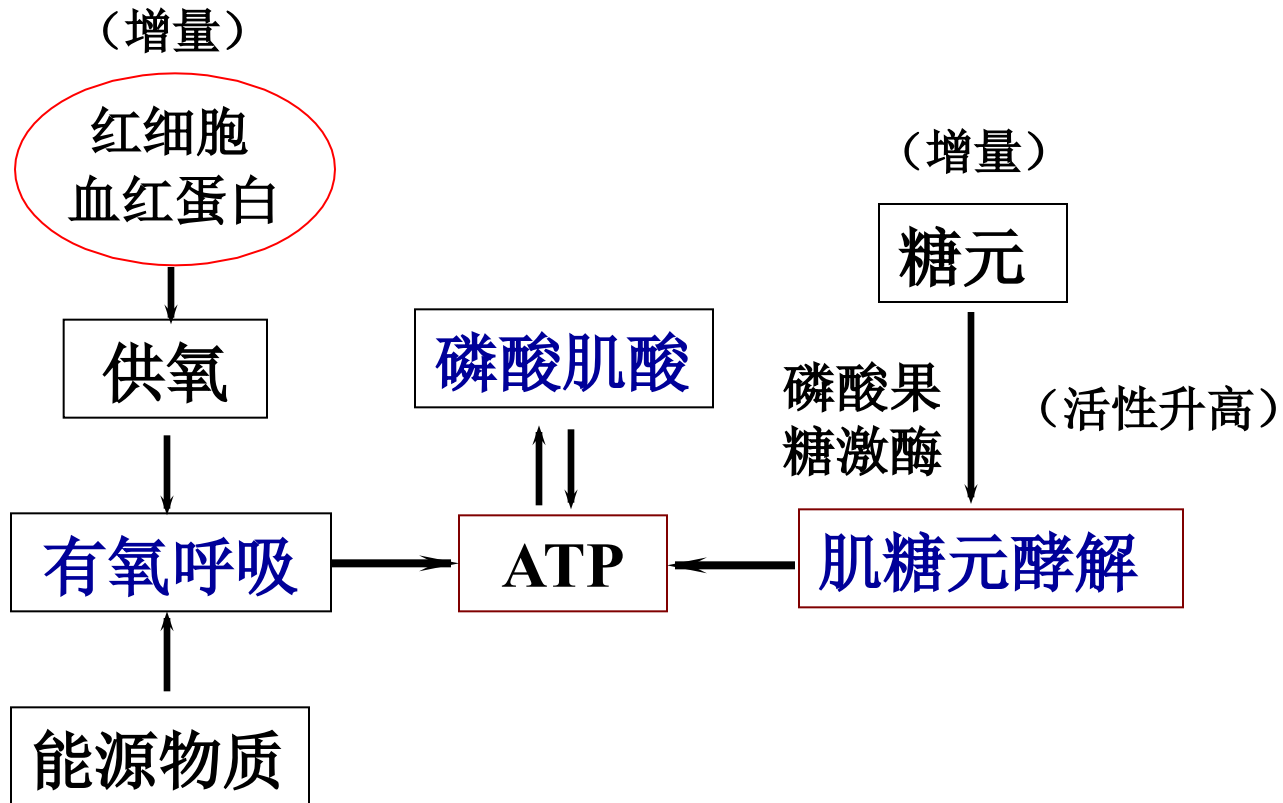 （增量）
红细胞
血红蛋白
供氧
有氧呼吸
能源物质
磷酸肌酸
ATP
（增量）
糖元
磷酸果
糖激酶
（活性升高）
肌糖元酵解